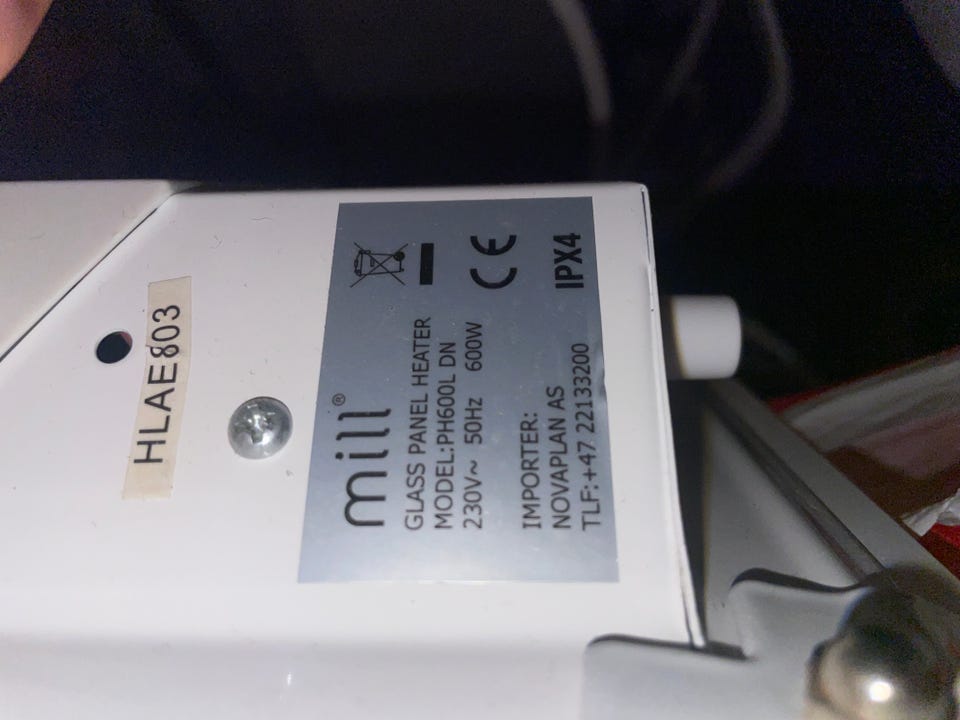 HLAE803
mill®
GLASS PANEL HEATER
MODEL:PH600L DN
230V~ 50Hz 600W
CE
IMPORTER:
NOVAPLAN AS
TLF:+47 22133200
IPX4